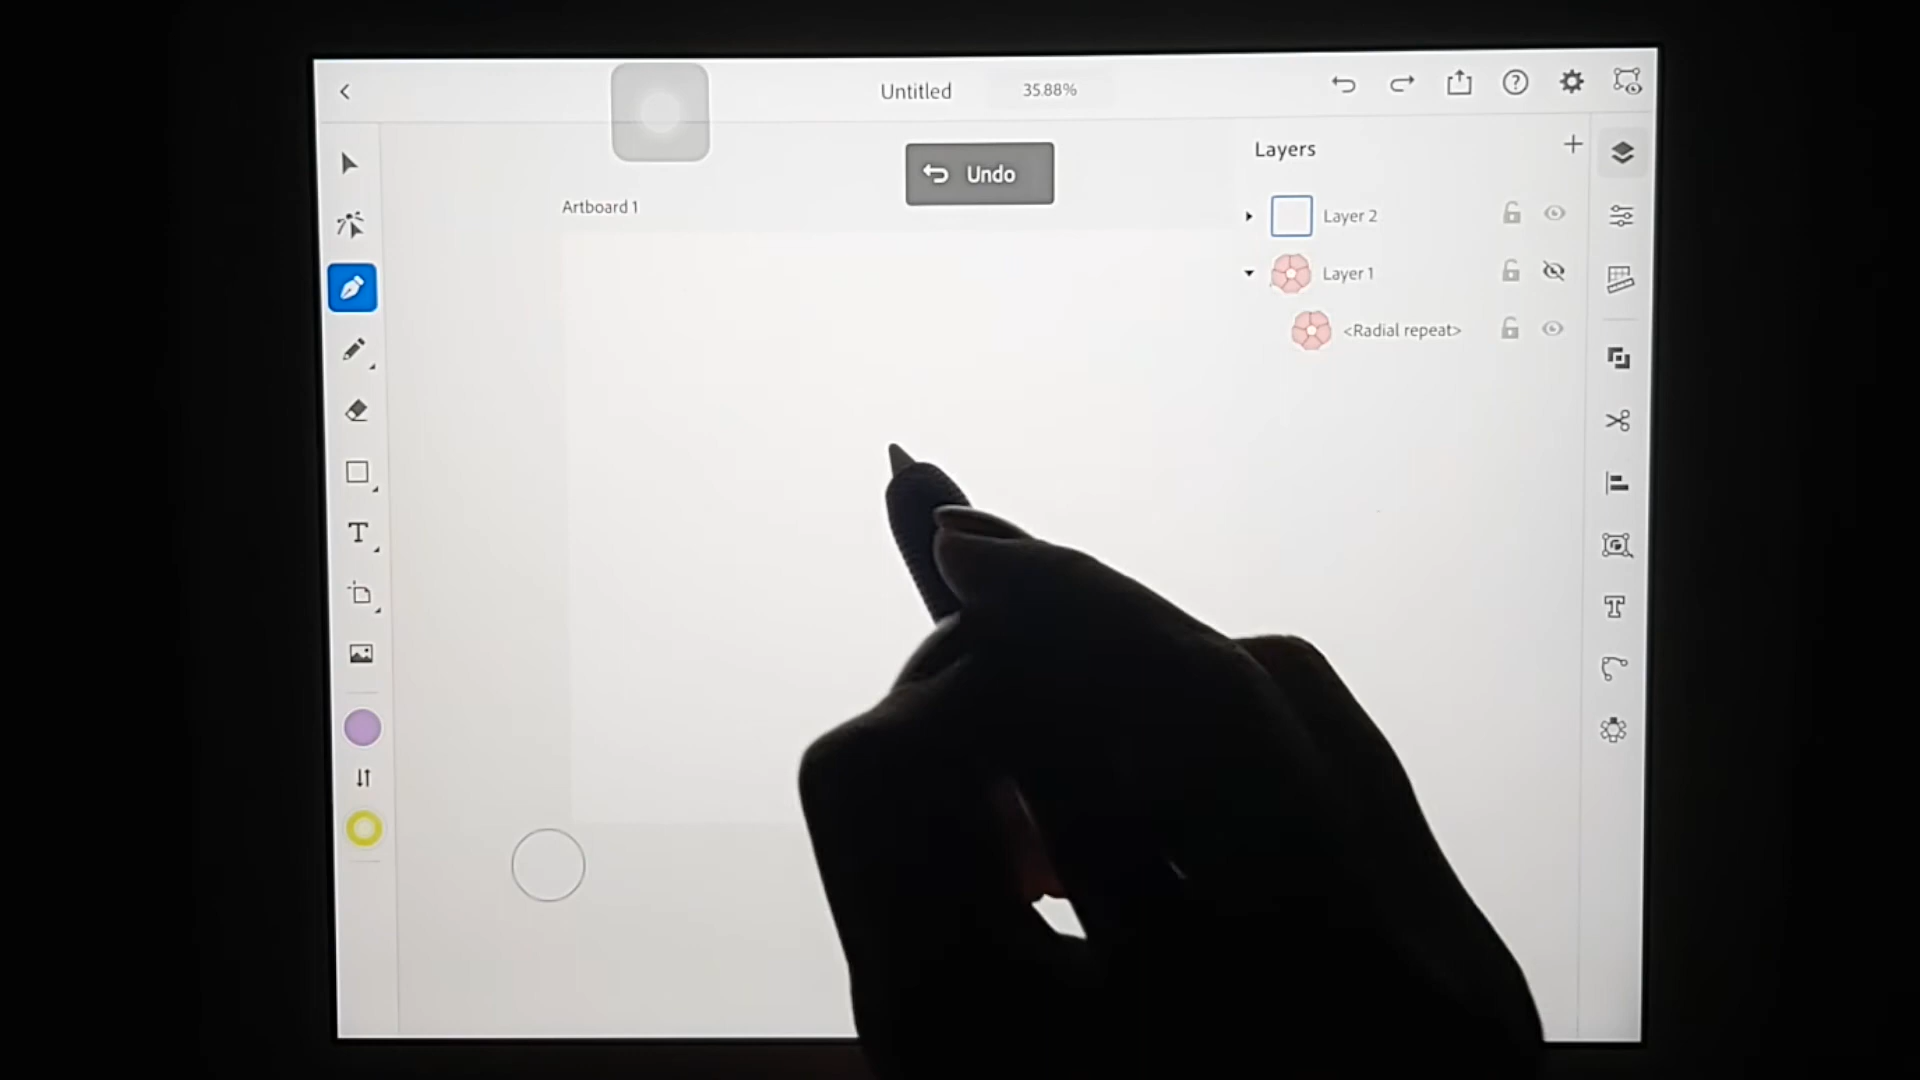 Untitled
35.88%
Undo
Artboard 1
Layers
Layer 2
Layer 1
<Radial repeat>